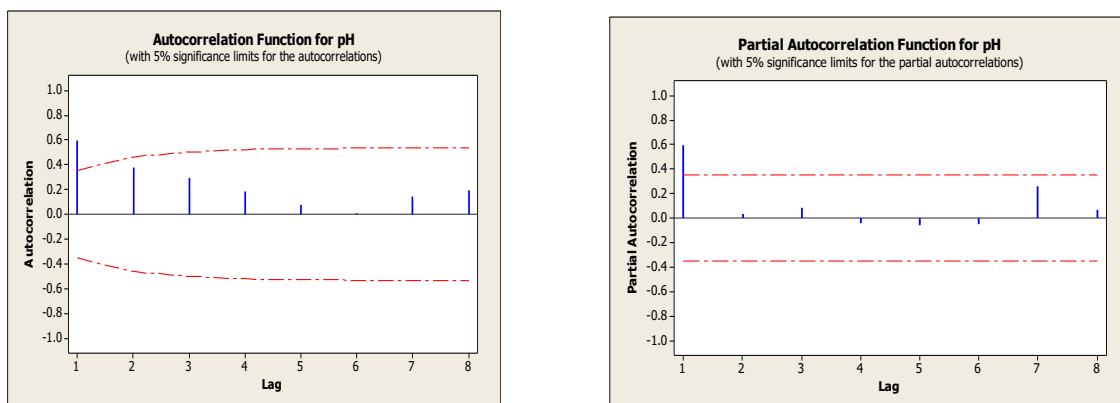 Autocorrelation Function for pH
(with 5% significance limits for the autocorrelations)
Autocorrelation
1.0
0.8
0.6
0.4
0.2
0.0
-0.2
-0.4
-0.6
-0.8
-1.0
1 2 3 4 5 6 7 8
Lag
Partial Autocorrelation Function for pH
(with 5% significance limits for the partial autocorrelations)
Partial Autocorrelation
1.0
0.8
0.6
0.4
0.2
0.0
-0.2
-0.4
-0.6
-0.8
-1.0
1 2 3 4 5 6 7 8
Lag